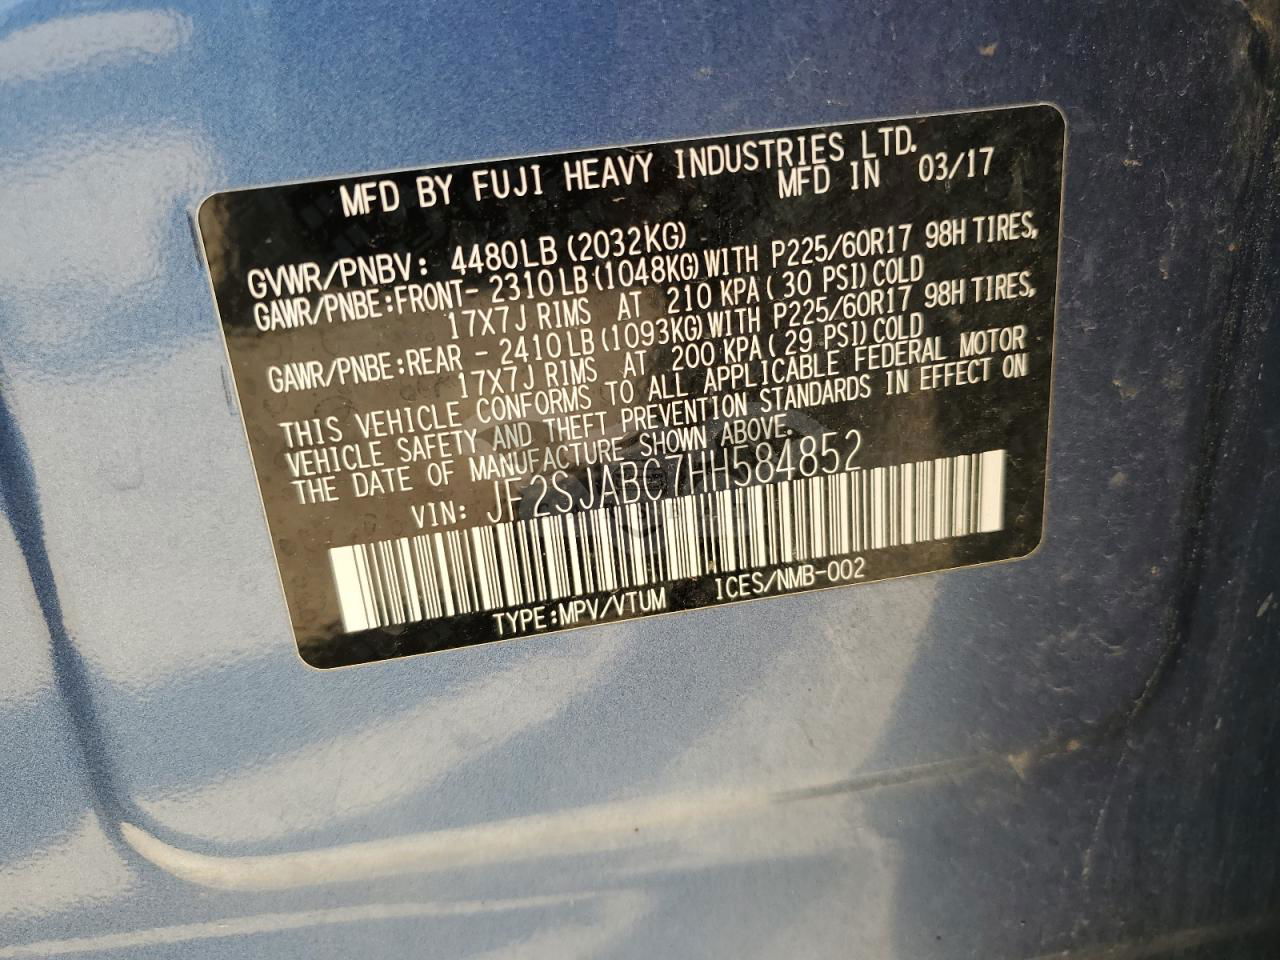 MFD BY FUJI HEAVY INDUSTRIES LTD.
MFD IN 03/17
GVWR/PNBV: 4480LB (2032KG)
GAWR/PNBE:FRONT- 2310LB (1048KG) WITH P225/60R17 98H TIRES,
17X7J RIMS AT 210 KPA ( 30 PSI) COLD
GAWR/PNBE:REAR - 2410LB (1093KG) WITH P225/60R17 98H TIRES,
17X7J RIMS AT 200 KPA ( 29 PSI) COLD
THIS VEHICLE CONFORMS TO ALL APPLICABLE FEDERAL MOTOR
VEHICLE SAFETY AND THEFT PREVENTION STANDARDS IN EFFECT ON
THE DATE OF MANUFACTURE SHOWN ABOVE.
VIN: JF2SJABC7HH584852
TYPE:MPV/VTUM ICES/NMB-002